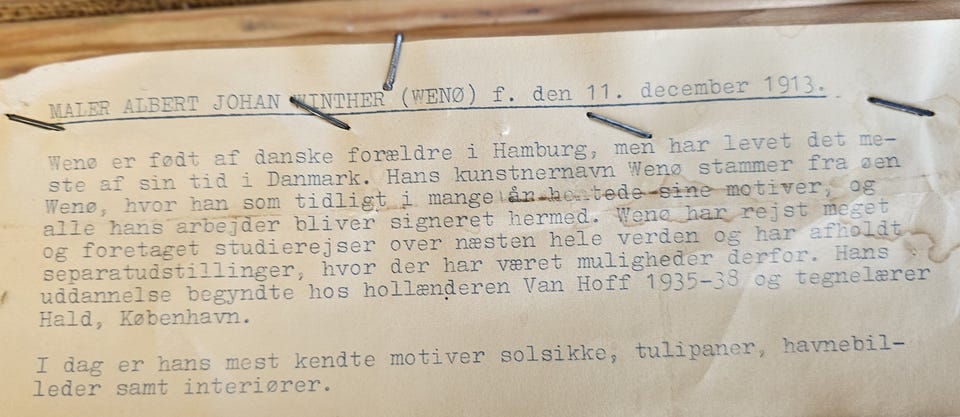 MALER ALBERT JOHAN WINTHER (WENØ) f. den 11. december 1913.
Wenø er født af danske forældre i Hamburg, men har levet det me-
ste af sin tid i Danmark. Hans kunstnernavn Wenø stammer fra øen
Wenø, hvor han som tidligt i mange år hentede sine motiver, og
alle hans arbejder bliver signeret hermed. Wenø har rejst meget
og foretaget studierejser over næsten hele verden og har afholdt
separatudstillinger, hvor der har været muligheder derfor. Hans
uddannelse begyndte hos hollænderen Van Hoff 1935-38 og tegnelærer
Hald, København.
I dag er hans mest kendte motiver solsikke, tulipaner, havnebil-
leder samt interiører.